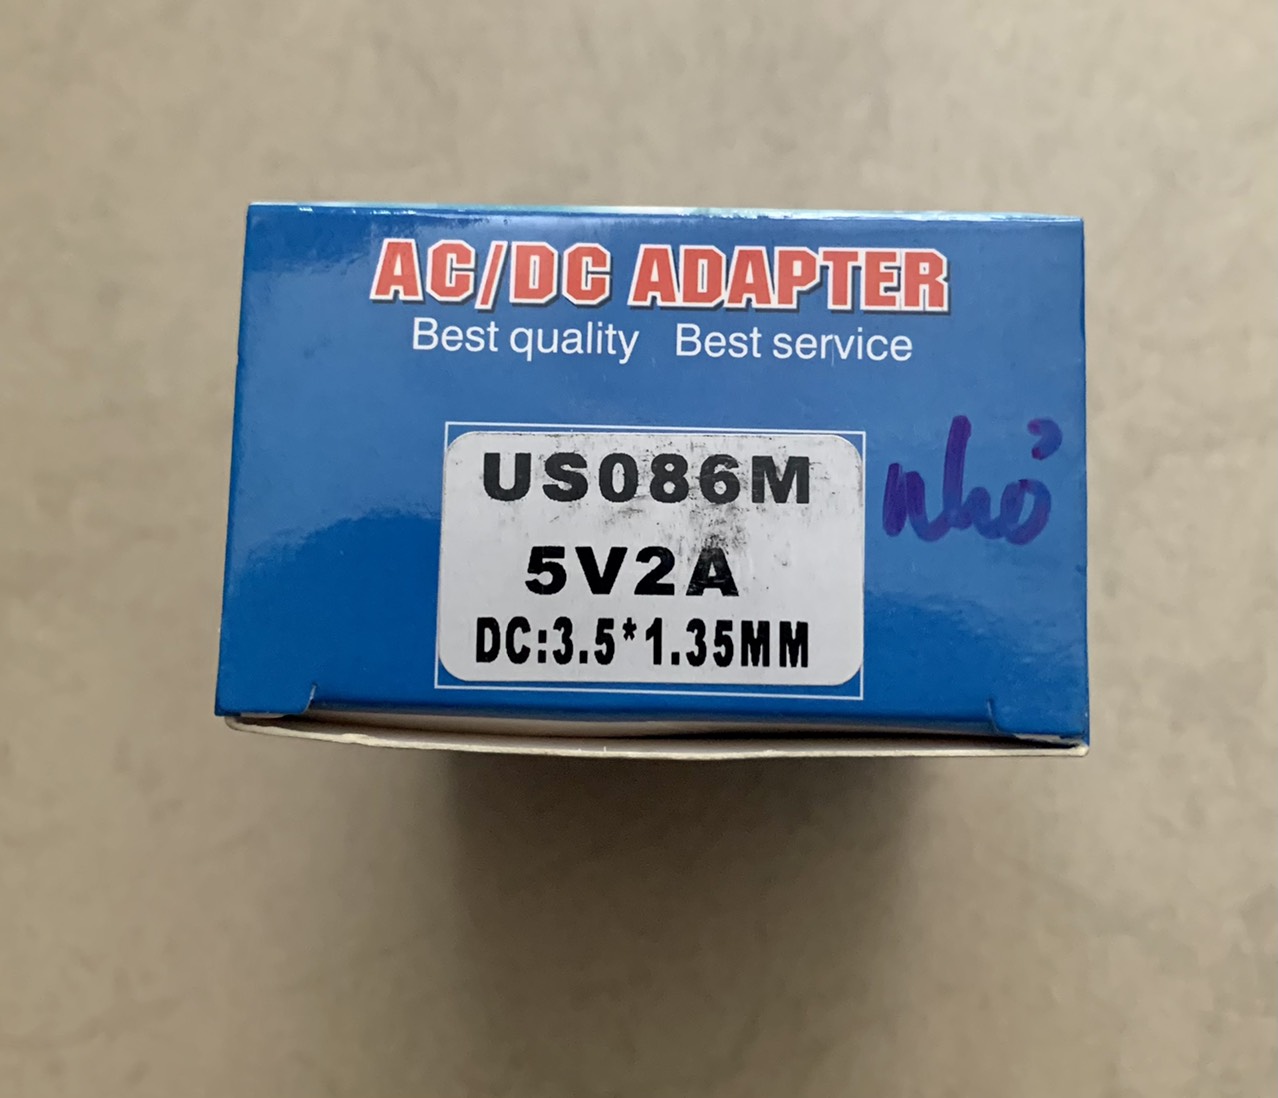 AC/DC ADAPTER
Best quality Best service
US086M
nhỏ
5V2A
DC:3.5*1.35MM